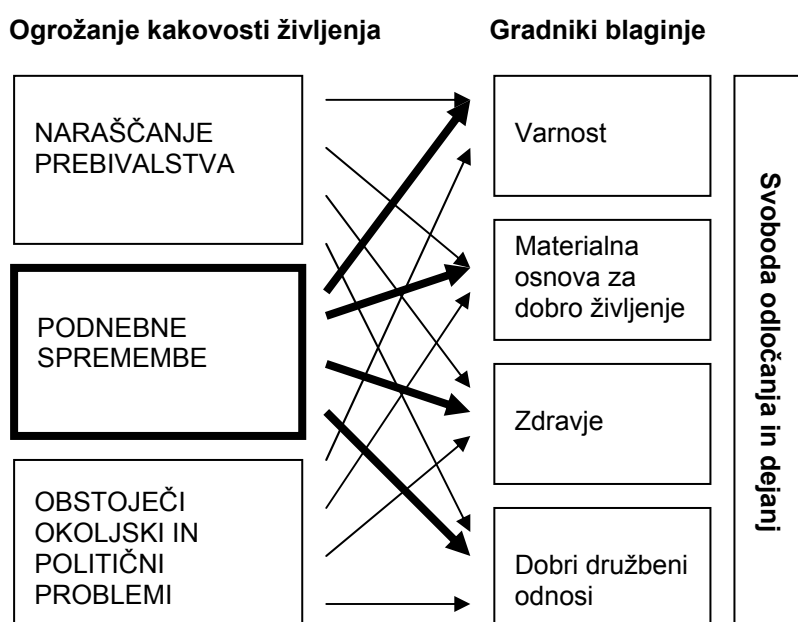 Ogrožanje kakovosti življenja
Gradniki blaginje
NARAŠČANJE
PREBIVALSTVA
PODNEBNE
SPREMEMBE
OBSTOJEČI
OKOLJSKI IN
POLITIČNI
PROBLEMI
Varnost
Materialna
osnova za
dobro življenje
Zdravje
Dobri družbeni
odnosi
Svoboda odločanja in dejanj